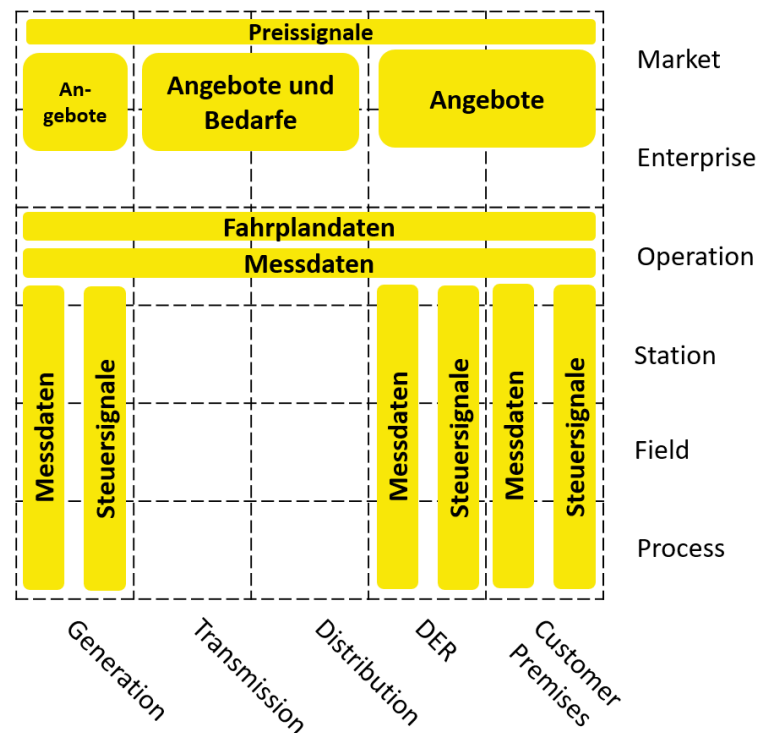 Preissignale
Market
An-
gebote
Angebote und
Bedarfe
Angebote
Enterprise
Fahrplandaten
Messdaten
Operation
Messdaten
Steuersignale
Messdaten
Steuersignale
Messdaten
Steuersignale
Station
Field
Process
Generation
Transmission
Distribution
DER
Customer
Premises